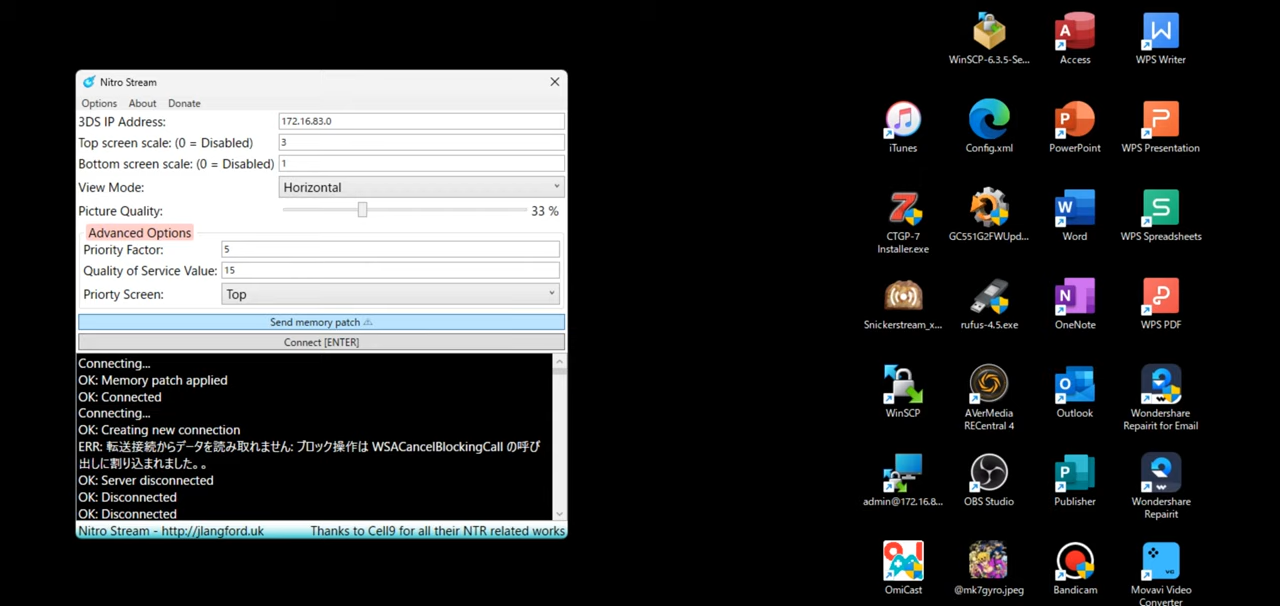 Nitro Stream
Options About Donate
3DS IP Address: 172.16.83.0
Top screen scale: (0 = Disabled) 3
Bottom screen scale: (0 = Disabled) 1
View Mode: Horizontal
Picture Quality: 33 %
Advanced Options
Priority Factor: 5
Quality of Service Value: 15
Priorty Screen: Top
Send memory patch
Connect [ENTER]
Connecting...
OK: Memory patch applied
OK: Connected
Connecting...
OK: Creating new connection
ERR: 転送接続からデータを読み取れません: ブロック操作は WSACancelBlockingCall の呼び
出しに割り込まれました。。
OK: Server disconnected
OK: Disconnected
OK: Disconnected
Nitro Stream - http://jlangford.uk Thanks to Cell9 for all their NTR related works
WinSCP-6.3.5-Se... Access WPS Writer
iTunes Config.xml PowerPoint WPS Presentation
CTGP-7
Installer.exe
GC551G2FWUpd... Word WPS Spreadsheets
Snickerstream_x... rufus-4.5.exe OneNote WPS PDF
WinSCP
AVerMedia
RECentral 4
Outlook
Wondershare
Repairit for Email
admin@172.16.8... OBS Studio Publisher
Wondershare
Repairit
OmiCast @mk7gyro.jpeg Bandicam
Movavi Video
Converter